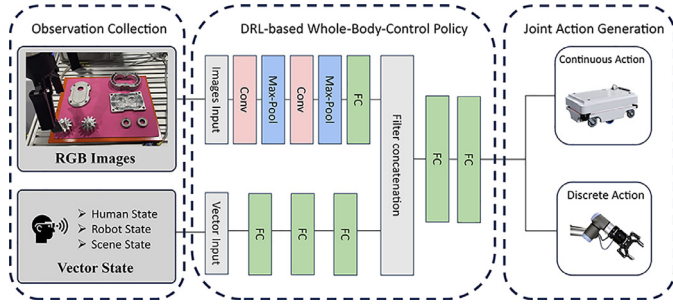 Observation Collection
DRL-based Whole-Body-Control Policy
Joint Action Generation
RGB Images
➢ Human State
➢ Robot State
➢ Scene State
Vector State
Images Input
Conv
Max-Pool
Conv
Max-Pool
FC
Vector Input
FC
FC
FC
Filter concatenation
FC
FC
Continuous Action
Discrete Action